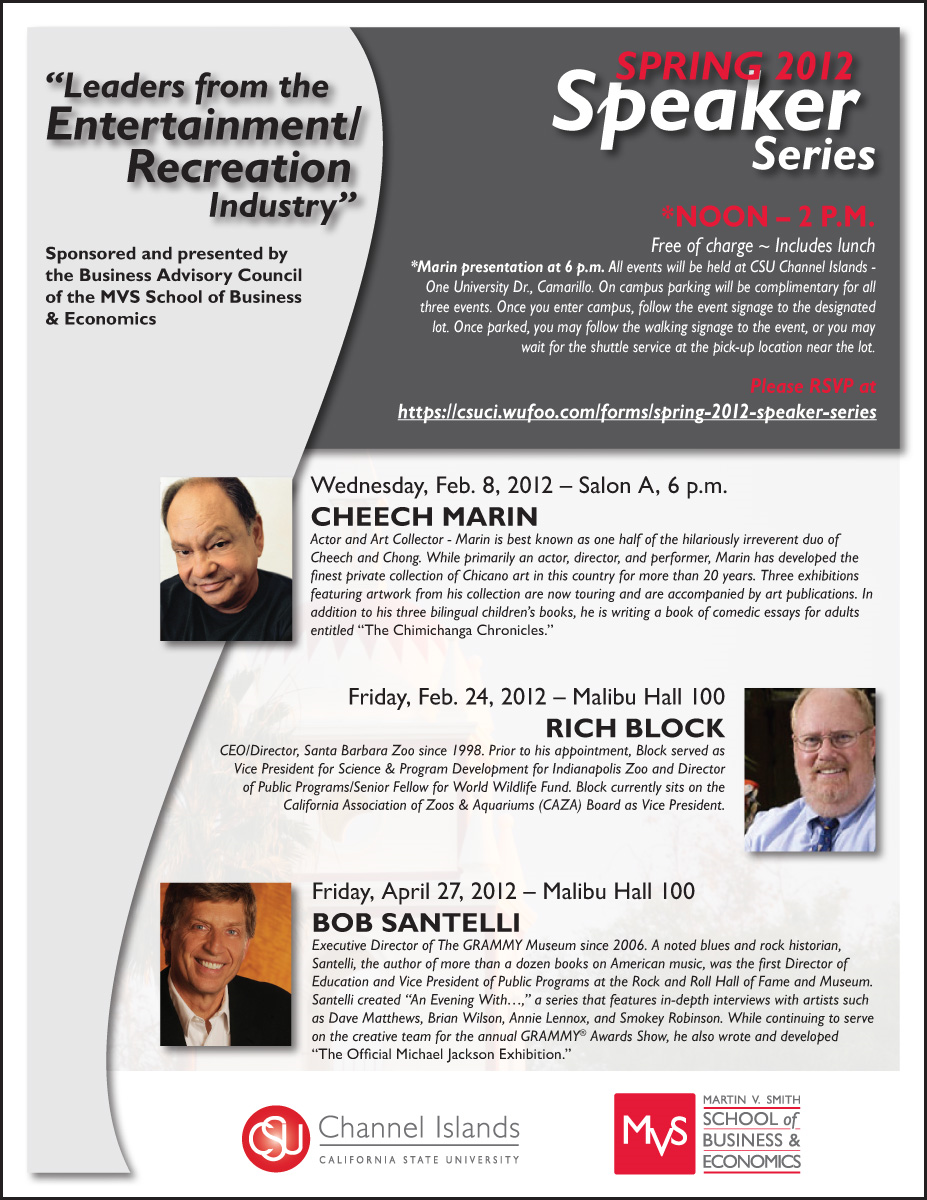 “Leaders from the
Entertainment/
Recreation
Industry”
Sponsored and presented by
the Business Advisory Council
of the MVS School of Business
& Economics
SPRING 2012
Speaker
Series
*NOON – 2 P.M.
Free of charge ~ Includes lunch
*Marin presentation at 6 p.m. All events will be held at CSU Channel Islands -
One University Dr., Camarillo. On campus parking will be complimentary for all
three events. Once you enter campus, follow the event signage to the designated
lot. Once parked, you may follow the walking signage to the event, or you may
wait for the shuttle service at the pick-up location near the lot.
Please RSVP at
https://csuci.wufoo.com/forms/spring-2012-speaker-series
Wednesday, Feb. 8, 2012 – Salon A, 6 p.m.
CHEECH MARIN
Actor and Art Collector - Marin is best known as one half of the hilariously irreverent duo of
Cheech and Chong. While primarily an actor, director, and performer, Marin has developed the
finest private collection of Chicano art in this country for more than 20 years. Three exhibitions
featuring artwork from his collection are now touring and are accompanied by art publications. In
addition to his three bilingual children’s books, he is writing a book of comedic essays for adults
entitled “The Chimichanga Chronicles.”
Friday, Feb. 24, 2012 – Malibu Hall 100
RICH BLOCK
CEO/Director, Santa Barbara Zoo since 1998. Prior to his appointment, Block served as
Vice President for Science & Program Development for Indianapolis Zoo and Director
of Public Programs/Senior Fellow for World Wildlife Fund. Block currently sits on the
California Association of Zoos & Aquariums (CAZA) Board as Vice President.
Friday, April 27, 2012 – Malibu Hall 100
BOB SANTELLI
Executive Director of The GRAMMY Museum since 2006. A noted blues and rock historian,
Santelli, the author of more than a dozen books on American music, was the first Director of
Education and Vice President of Public Programs at the Rock and Roll Hall of Fame and Museum.
Santelli created “An Evening With…,” a series that features in-depth interviews with artists such
as Dave Matthews, Brian Wilson, Annie Lennox, and Smokey Robinson. While continuing to serve
on the creative team for the annual GRAMMY® Awards Show, he also wrote and developed
“The Official Michael Jackson Exhibition.”
CSU
Channel Islands
CALIFORNIA STATE UNIVERSITY
MVS
MARTIN V. SMITH
SCHOOL of
BUSINESS &
ECONOMICS